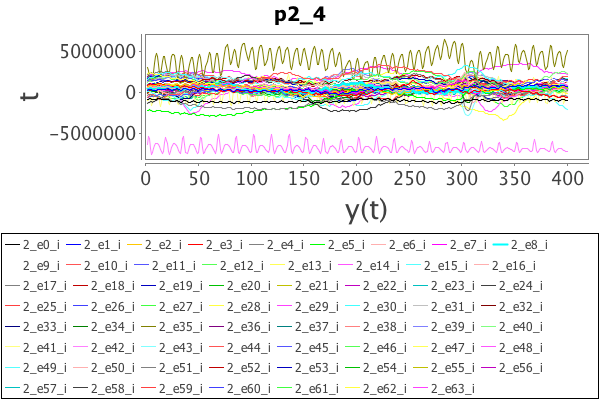 p2_4
5000000
0
−5000000
t
0 50 100 150 200 250 300 350 400
y(t)
2_e0_i 2_e1_i 2_e2_i 2_e3_i 2_e4_i 2_e5_i 2_e6_i 2_e7_i 2_e8_i
2_e9_i 2_e10_i 2_e11_i 2_e12_i 2_e13_i 2_e14_i 2_e15_i 2_e16_i
2_e17_i 2_e18_i 2_e19_i 2_e20_i 2_e21_i 2_e22_i 2_e23_i 2_e24_i
2_e25_i 2_e26_i 2_e27_i 2_e28_i 2_e29_i 2_e30_i 2_e31_i 2_e32_i
2_e33_i 2_e34_i 2_e35_i 2_e36_i 2_e37_i 2_e38_i 2_e39_i 2_e40_i
2_e41_i 2_e42_i 2_e43_i 2_e44_i 2_e45_i 2_e46_i 2_e47_i 2_e48_i
2_e49_i 2_e50_i 2_e51_i 2_e52_i 2_e53_i 2_e54_i 2_e55_i 2_e56_i
2_e57_i 2_e58_i 2_e59_i 2_e60_i 2_e61_i 2_e62_i 2_e63_i